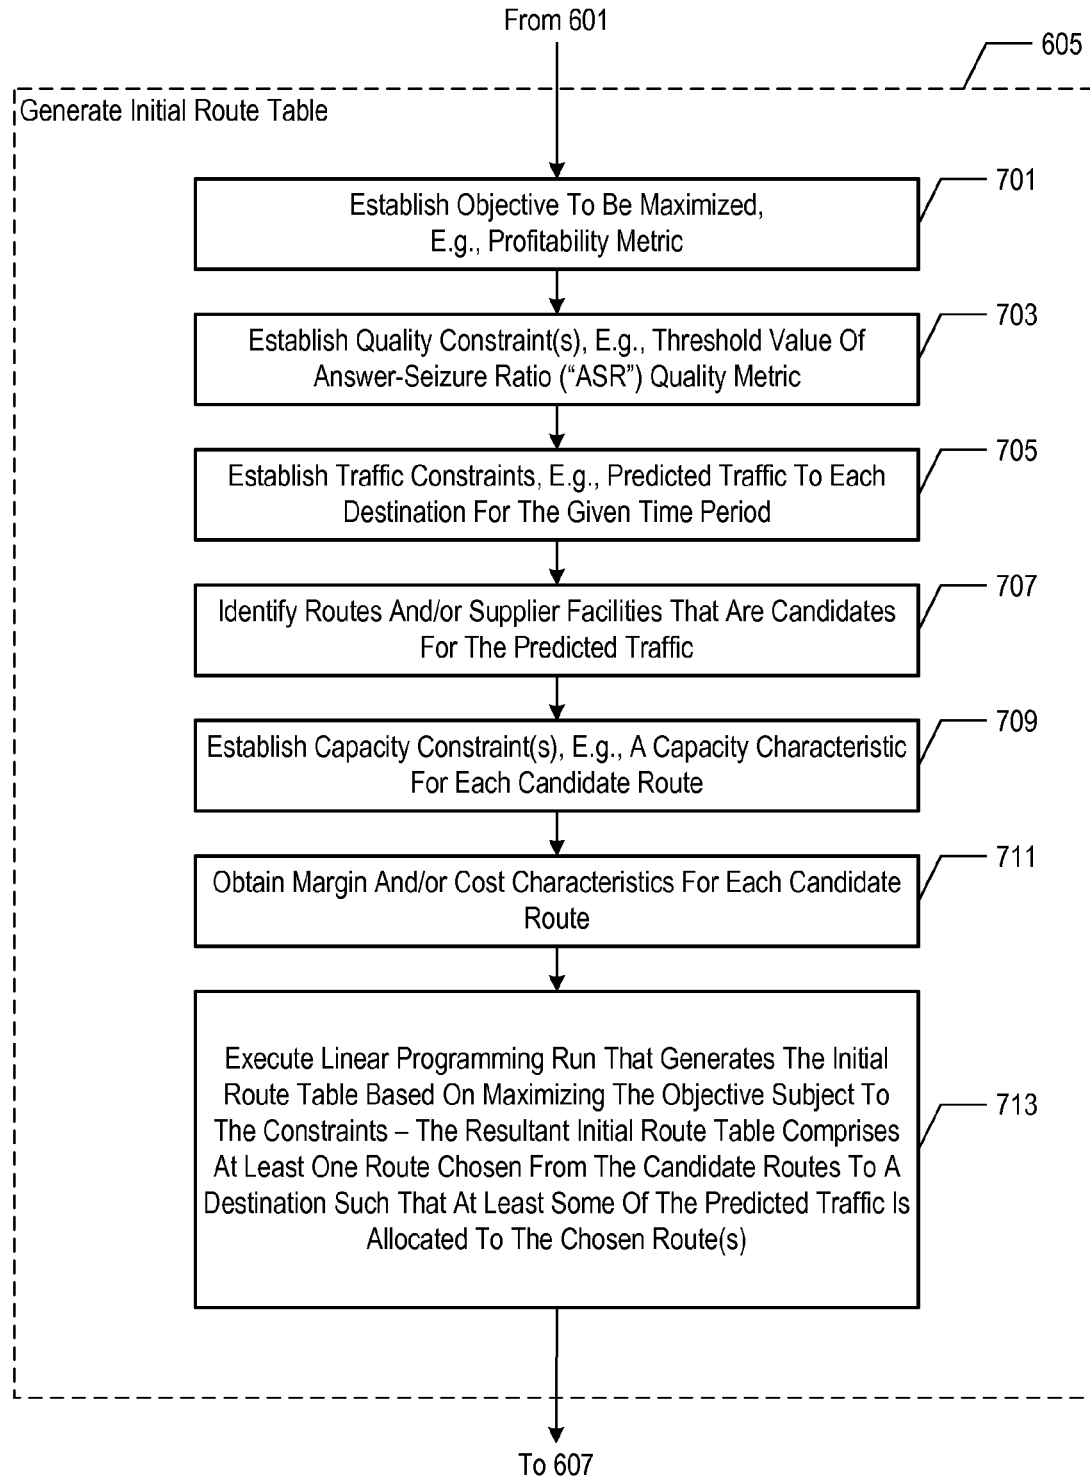 From 601
605
Generate Initial Route Table
701
Establish Objective To Be Maximized,
E.g., Profitability Metric
703
Establish Quality Constraint(s), E.g., Threshold Value Of
Answer-Seizure Ratio (“ASR”) Quality Metric
705
Establish Traffic Constraints, E.g., Predicted Traffic To Each
Destination For The Given Time Period
707
Identify Routes And/or Supplier Facilities That Are Candidates
For The Predicted Traffic
709
Establish Capacity Constraint(s), E.g., A Capacity Characteristic
For Each Candidate Route
711
Obtain Margin And/or Cost Characteristics For Each Candidate
Route
713
Execute Linear Programming Run That Generates The Initial
Route Table Based On Maximizing The Objective Subject To
The Constraints – The Resultant Initial Route Table Comprises
At Least One Route Chosen From The Candidate Routes To A
Destination Such That At Least Some Of The Predicted Traffic Is
Allocated To The Chosen Route(s)
To 607